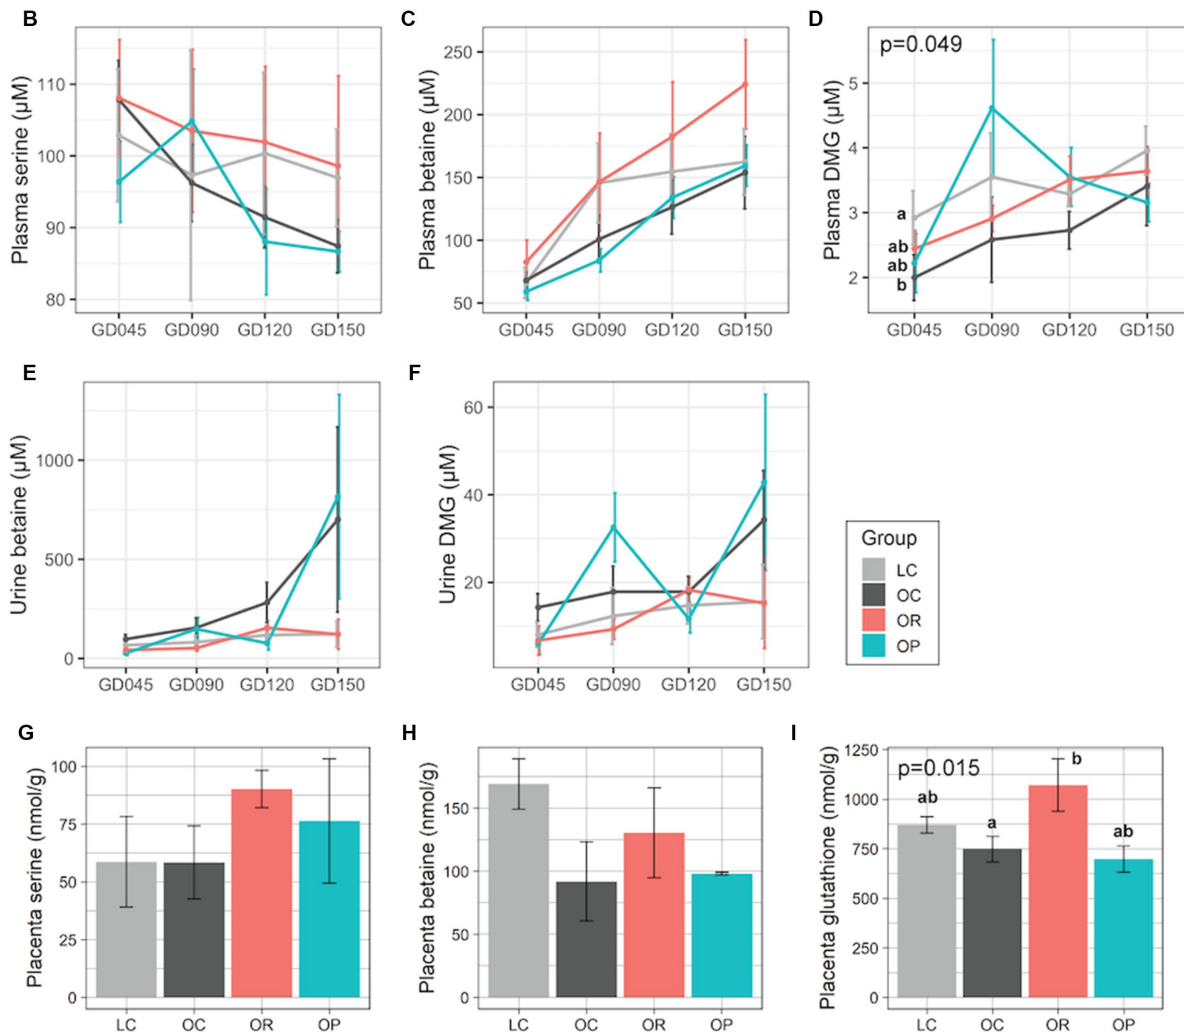 B
Plasma serine (µM)
110
100
90
80
GD045 GD090 GD120 GD150
C
Plasma betaine (µM)
250
200
150
100
50
GD045 GD090 GD120 GD150
D
p=0.049
Plasma DMG (µM)
5
4
3
2
a
ab
ab
b
GD045 GD090 GD120 GD150
E
Urine betaine (µM)
1000
500
0
GD045 GD090 GD120 GD150
F
Urine DMG (µM)
60
40
20
GD045 GD090 GD120 GD150
Group
LC
OC
OR
OP
G
Placenta serine (nmol/g)
100
75
50
25
0
LC OC OR OP
H
Placenta betaine (nmol/g)
150
100
50
0
LC OC OR OP
I
p=0.015
Placenta glutathione (nmol/g)
1250
1000
750
500
250
0
ab
a
b
ab
LC OC OR OP